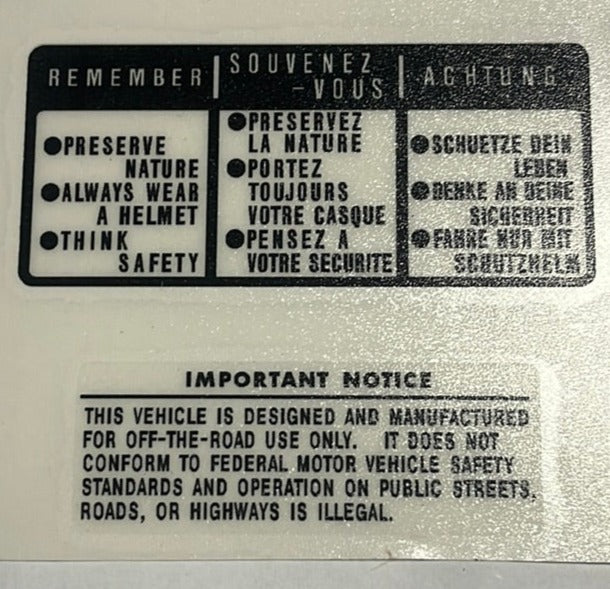 REMEMBER
●PRESERVE
NATURE
●ALWAYS WEAR
A HELMET
●THINK
SAFETY
SOUVENEZ
-VOUS
●PRESERVEZ
LA NATURE
●PORTEZ
TOUJOURS
VOTRE CASQUE
●PENSEZ A
VOTRE SECURITE
ACHTUNG
●SCHUETZE DEIN
LEBEN
●DENKE AN DEINE
SICHERHEIT
●FAHRE NUR MIT
SCHUTZHELM
IMPORTANT NOTICE
THIS VEHICLE IS DESIGNED AND MANUFACTURED
FOR OFF-THE-ROAD USE ONLY. IT DOES NOT
CONFORM TO FEDERAL MOTOR VEHICLE SAFETY
STANDARDS AND OPERATION ON PUBLIC STREETS,
ROADS, OR HIGHWAYS IS ILLEGAL.